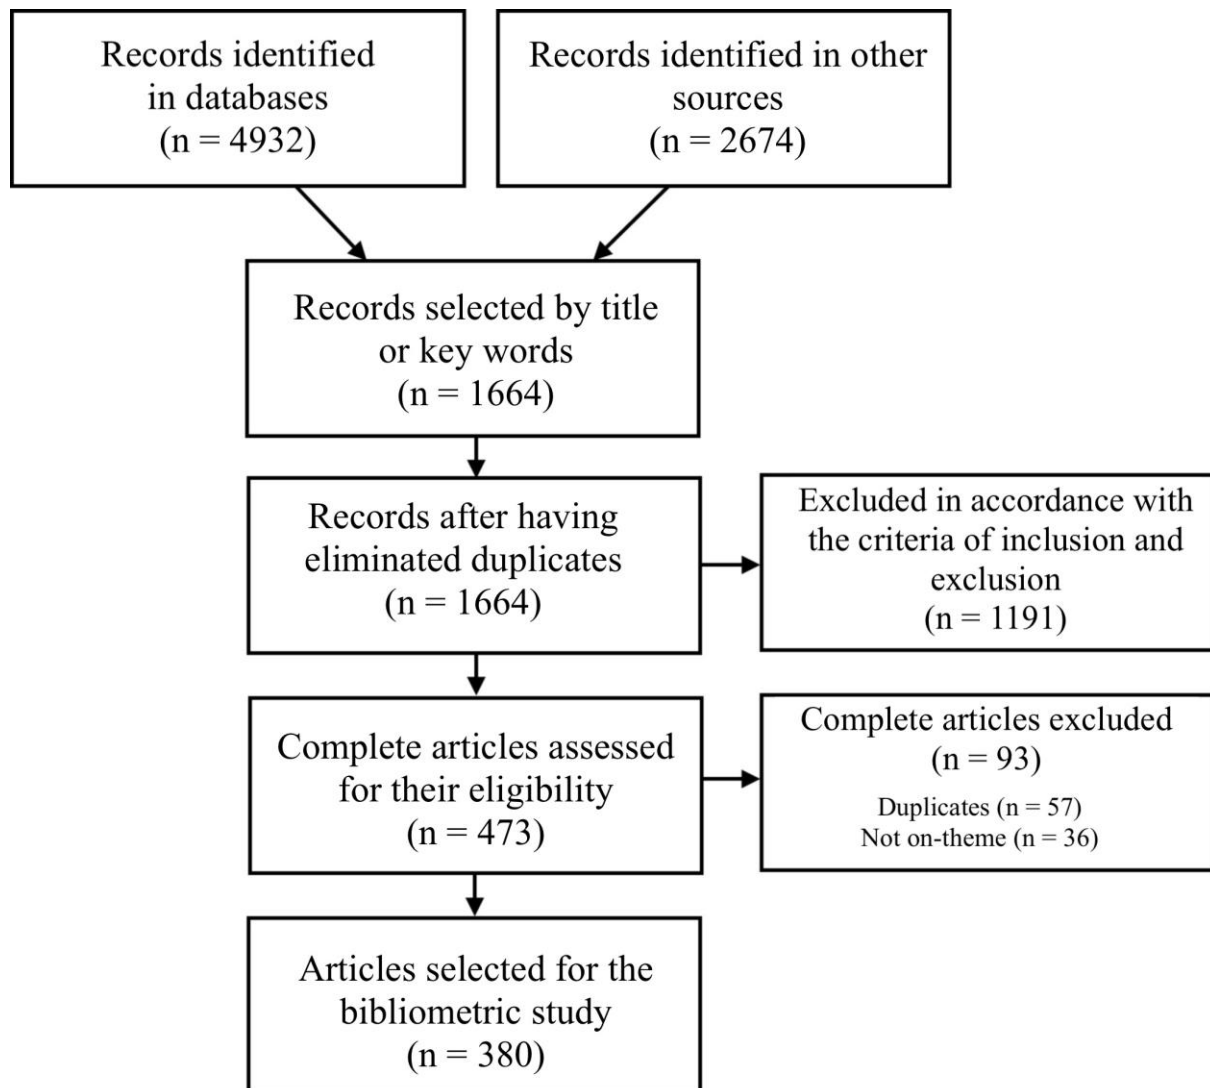 Records identified
in databases
(n = 4932)
Records identified in other
sources
(n = 2674)
Records selected by title
or key words
(n = 1664)
Records after having
eliminated duplicates
(n = 1664)
Excluded in accordance with
the criteria of inclusion and
exclusion
(n = 1191)
Complete articles assessed
for their eligibility
(n = 473)
Complete articles excluded
(n = 93)
Duplicates (n = 57)
Not on-theme (n = 36)
Articles selected for the
bibliometric study
(n = 380)